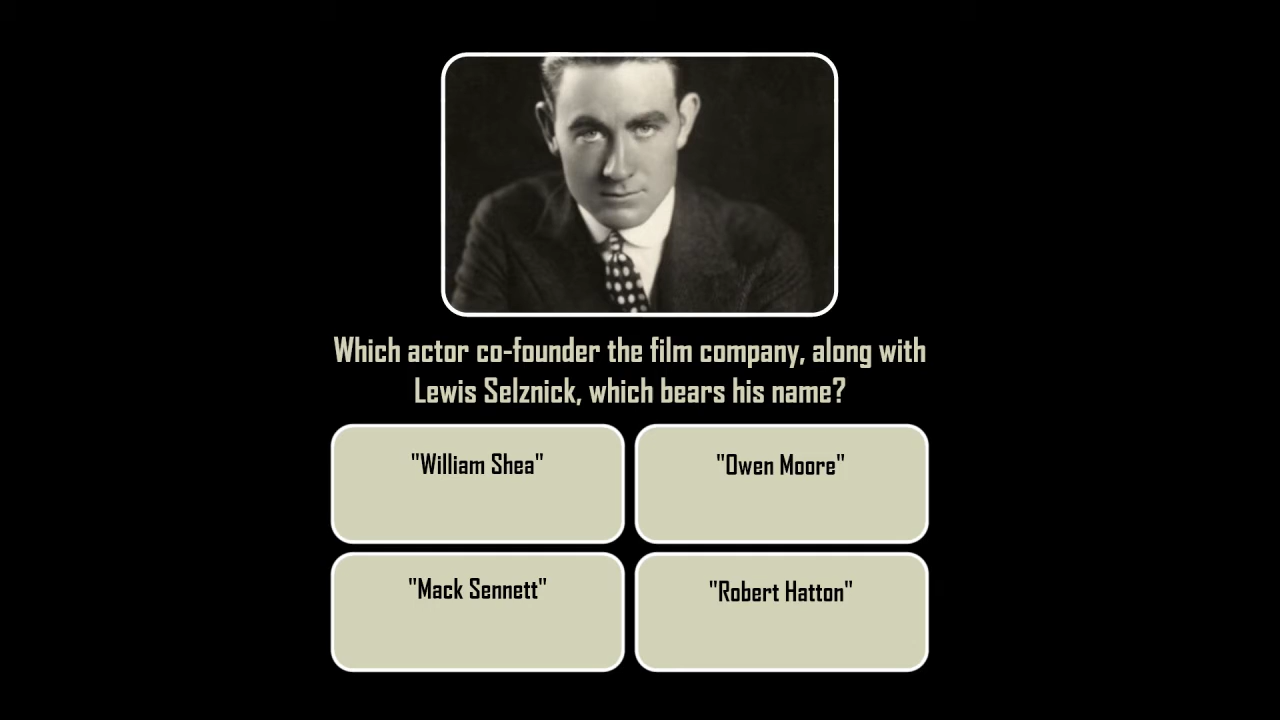 Which actor co-founder the film company, along with
Lewis Selznick, which bears his name?
"William Shea"
"Owen Moore"
"Mack Sennett"
"Robert Hatton"